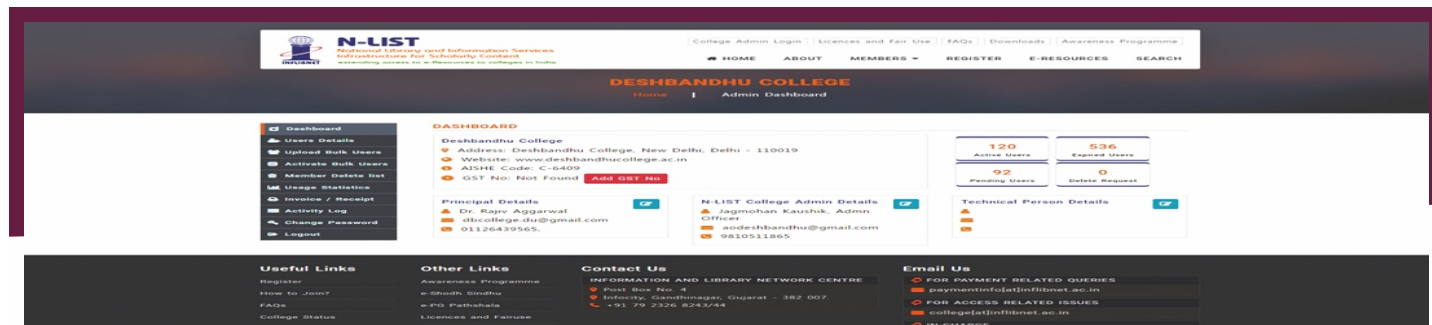 INFLIBNET
N-LIST
National Library and Information Services
Infrastructure for Scholarly Content
extending access to e-Resources to colleges in India
College Admin Login
Licences and Fair Use
FAQs
Downloads
Awareness Programme
HOME
ABOUT
MEMBERS
REGISTER
E-RESOURCES
SEARCH
DESHBANDHU COLLEGE
Home | Admin Dashboard
Dashboard
Users Details
Upload Bulk Users
Activate Bulk Users
Member Delete list
Usage Statistics
Invoice / Receipt
Activity Log
Change Password
Logout
DASHBOARD
Deshbandhu College
Address: Deshbandhu College, New Delhi, Delhi - 110019
Website: www.deshbandhucollege.ac.in
AISHE Code: C-6409
GST No: Not Found Add GST No
120
Active Users
536
Expired Users
92
Pending Users
0
Delete Request
Principal Details
Dr. Rajiv Aggarwal
dbcollege.du@gmail.com
01126439565,
N-LIST College Admin Details
Jagmohan Kaushik, Admn
Officer
aodeshbandhu@gmail.com
9810511865
Technical Person Details
Useful Links
Register
How to Join?
FAQs
College Status
Other Links
Awareness Programme
e-Shodh Sindhu
e-PG Pathshala
Licences and Fairuse
Contact Us
INFORMATION AND LIBRARY NETWORK CENTRE
Post Box No. 4
Infocity, Gandhinagar, Gujarat - 382 007.
+91 79 2326 8243/44
Email Us
FOR PAYMENT RELATED QUERIES
paymentinfo[at]inflibnet.ac.in
FOR ACCESS RELATED ISSUES
college[at]inflibnet.ac.in
IN-CHARGE